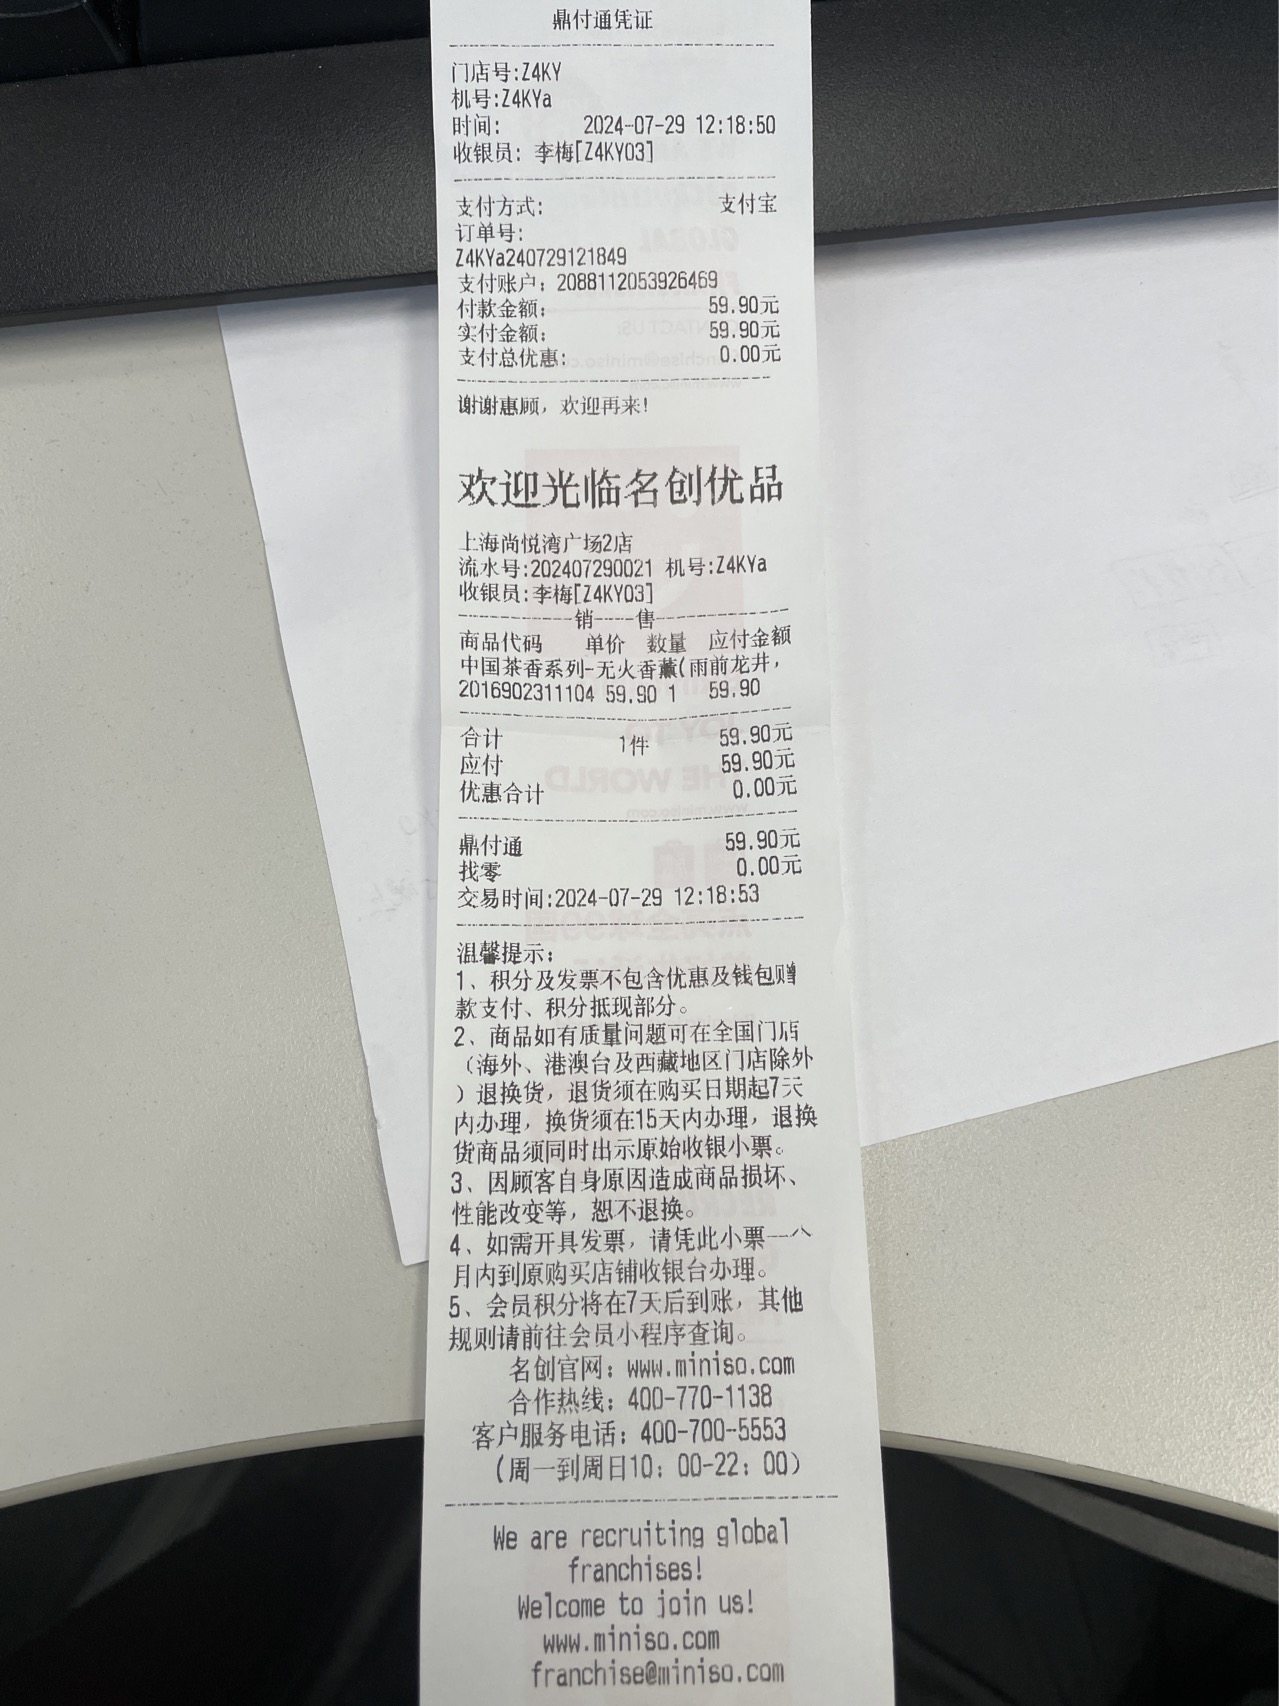 鼎付通凭证
门店号:Z4KY
机号:Z4KYa
时间: 2024-07-29 12:18:50
收银员: 李梅[Z4KY03]
支付方式: 支付宝
订单号:
Z4KYa240729121849
支付账户: 2088112053926469
付款金额: 59.90元
实付金额: 59.90元
支付总优惠: 0.00元
谢谢惠顾，欢迎再来!
欢迎光临名创优品
上海尚悦湾广场2店
流水号:202407290021 机号:Z4KYa
收银员:李梅[Z4KY03]
销----售
商品代码 单价 数量 应付金额
中国茶香系列-无火香薰(雨前龙井,
2016902311104 59.90 1 59.90
合计 1件 59.90元
应付 59.90元
优惠合计 0.00元
鼎付通 59.90元
找零 0.00元
交易时间:2024-07-29 12:18:53
温馨提示:
1、积分及发票不包含优惠及钱包赠
款支付、积分抵现部分。
2、商品如有质量问题可在全国门店
（海外、港澳台及西藏地区门店除外
）退换货，退货须在购买日期起7天
内办理，换货须在15天内办理，退换
货商品须同时出示原始收银小票。
3、因顾客自身原因造成商品损坏、
性能改变等，恕不退换。
4、如需开具发票，请凭此小票一个
月内到原购买店铺收银台办理。
5、会员积分将在7天后到账，其他
规则请前往会员小程序查询。
名创官网：www.miniso.com
合作热线：400-770-1138
客户服务电话：400-700-5553
(周一到周日10：00-22：00)
We are recruiting global
franchises!
Welcome to join us!
www.miniso.com
franchise@miniso.com